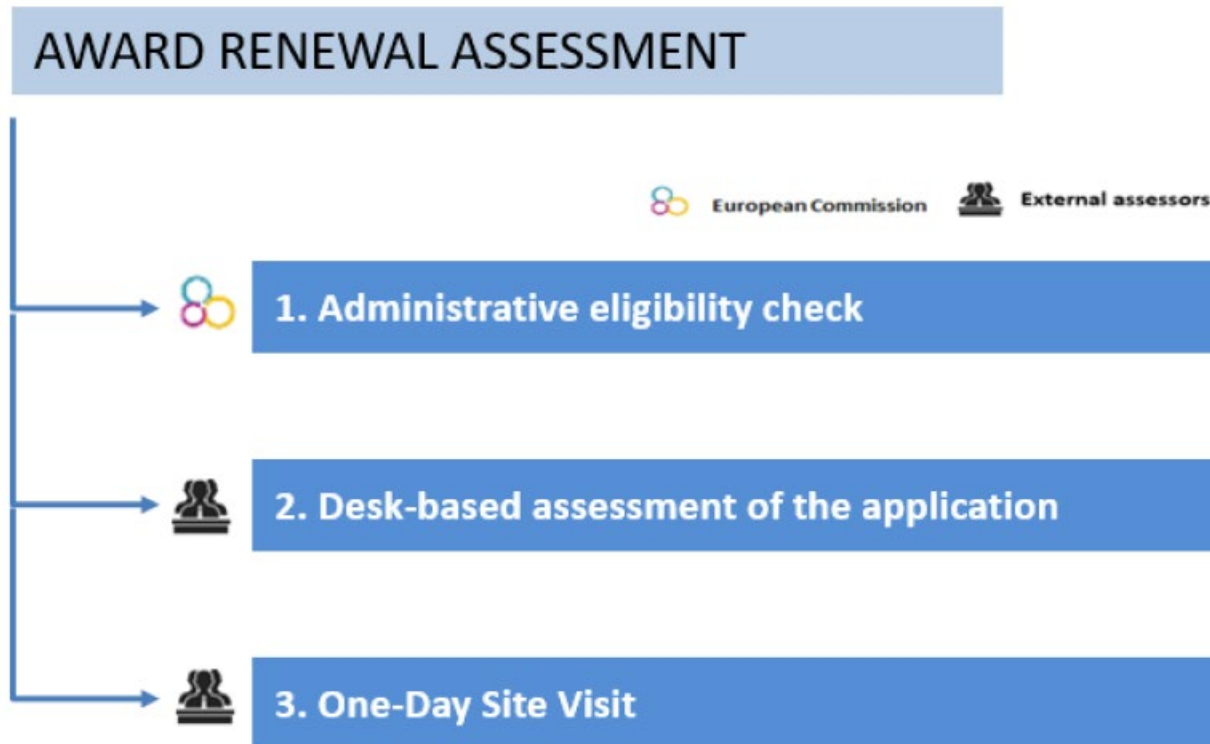 AWARD RENEWAL ASSESSMENT
European Commission
External assessors
1. Administrative eligibility check
2. Desk-based assessment of the application
3. One-Day Site Visit